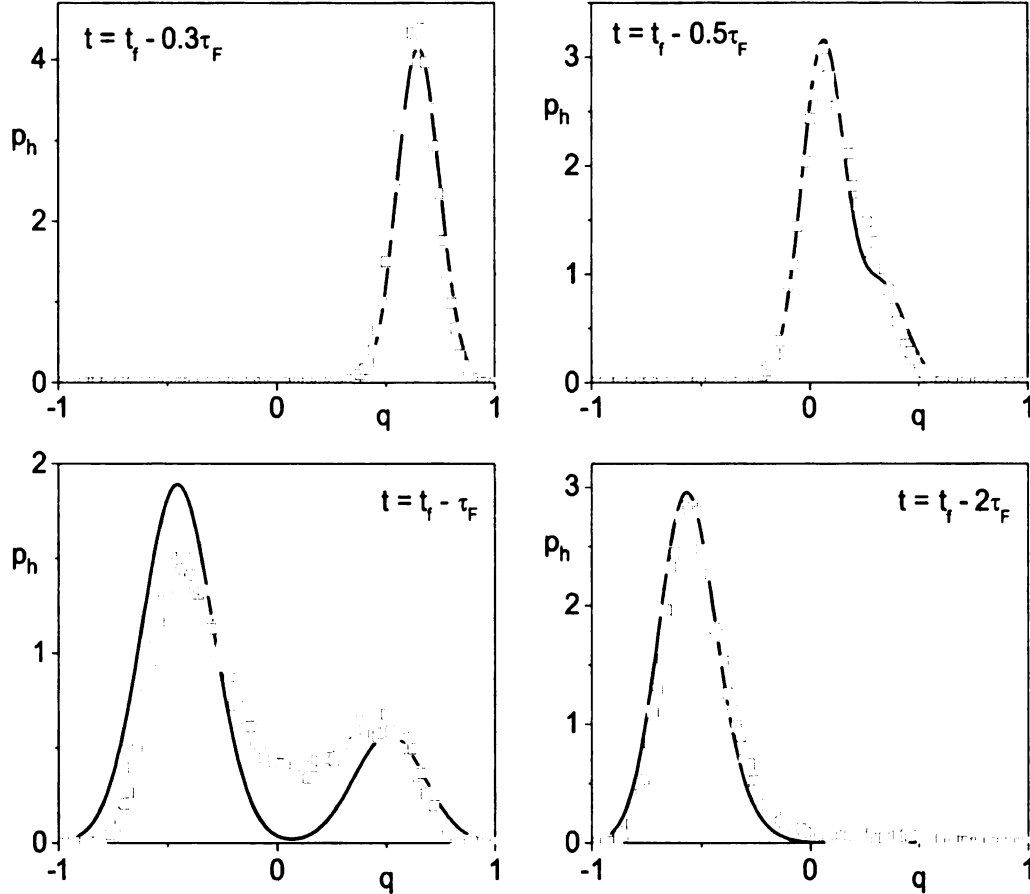 t = t_f - 0.3τ_F
4
p_h
2
0
-1 0 q 1
t = t_f - 0.5τ_F
3
p_h
2
1
0
-1 0 q 1
t = t_f - τ_F
2
p_h
1
0
-1 0 q 1
t = t_f - 2τ_F
3
p_h
2
1
0
-1 0 q 1